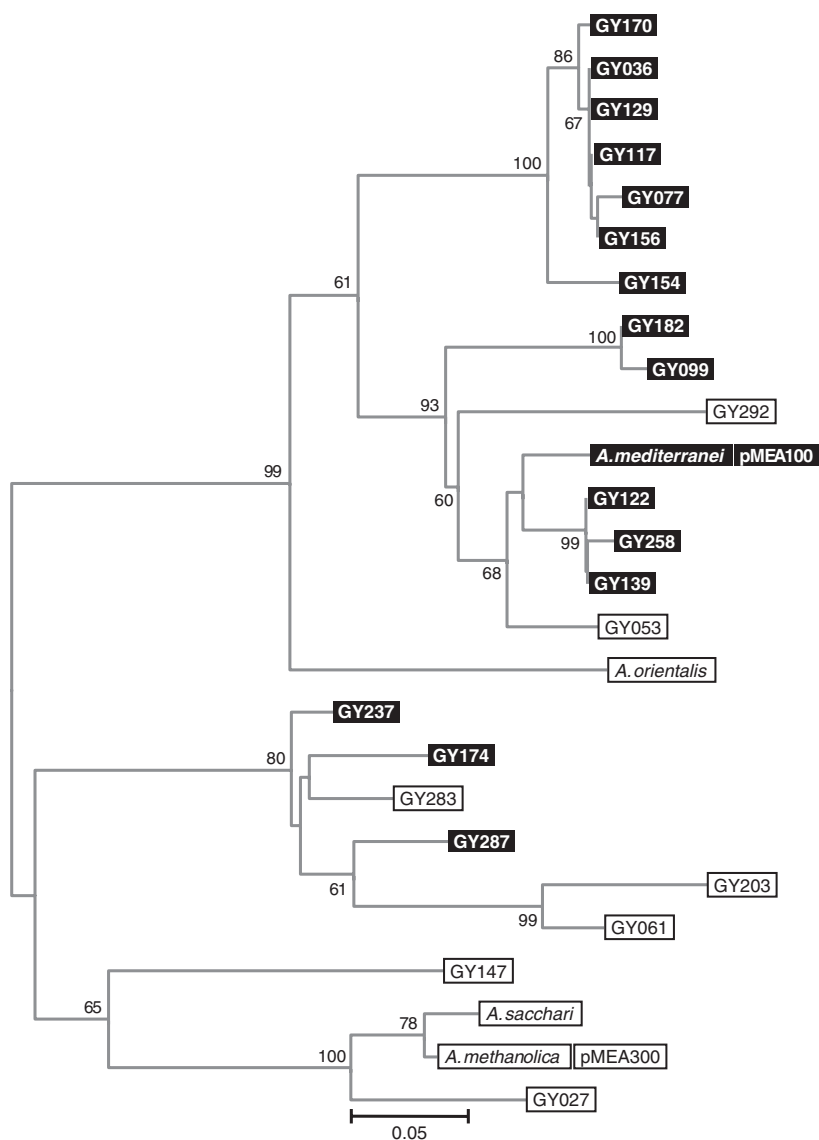 GY170
86
GY036
GY129
67
GY117
100
GY077
GY156
61
GY154
GY182
100
GY099
93
GY292
A.mediterranei pMEA100
99
60
GY122
99
GY258
68
GY139
GY053
A.orientalis
GY237
80
GY174
GY283
GY287
61
GY203
99
GY061
GY147
65
A.sacchari
78
A.methanolica pMEA300
100
GY027
0.05